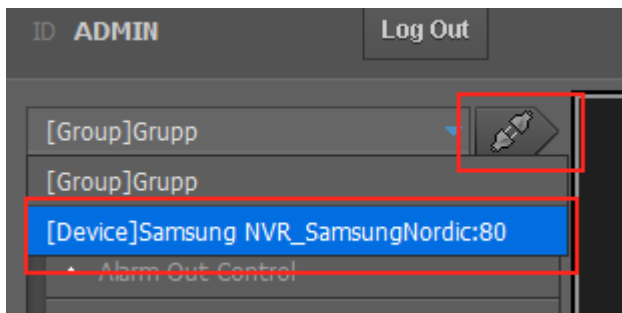 ID ADMIN
Log Out
[Group]Grupp
[Group]Grupp
[Device]Samsung NVR_SamsungNordic:80
Alarm Out Control